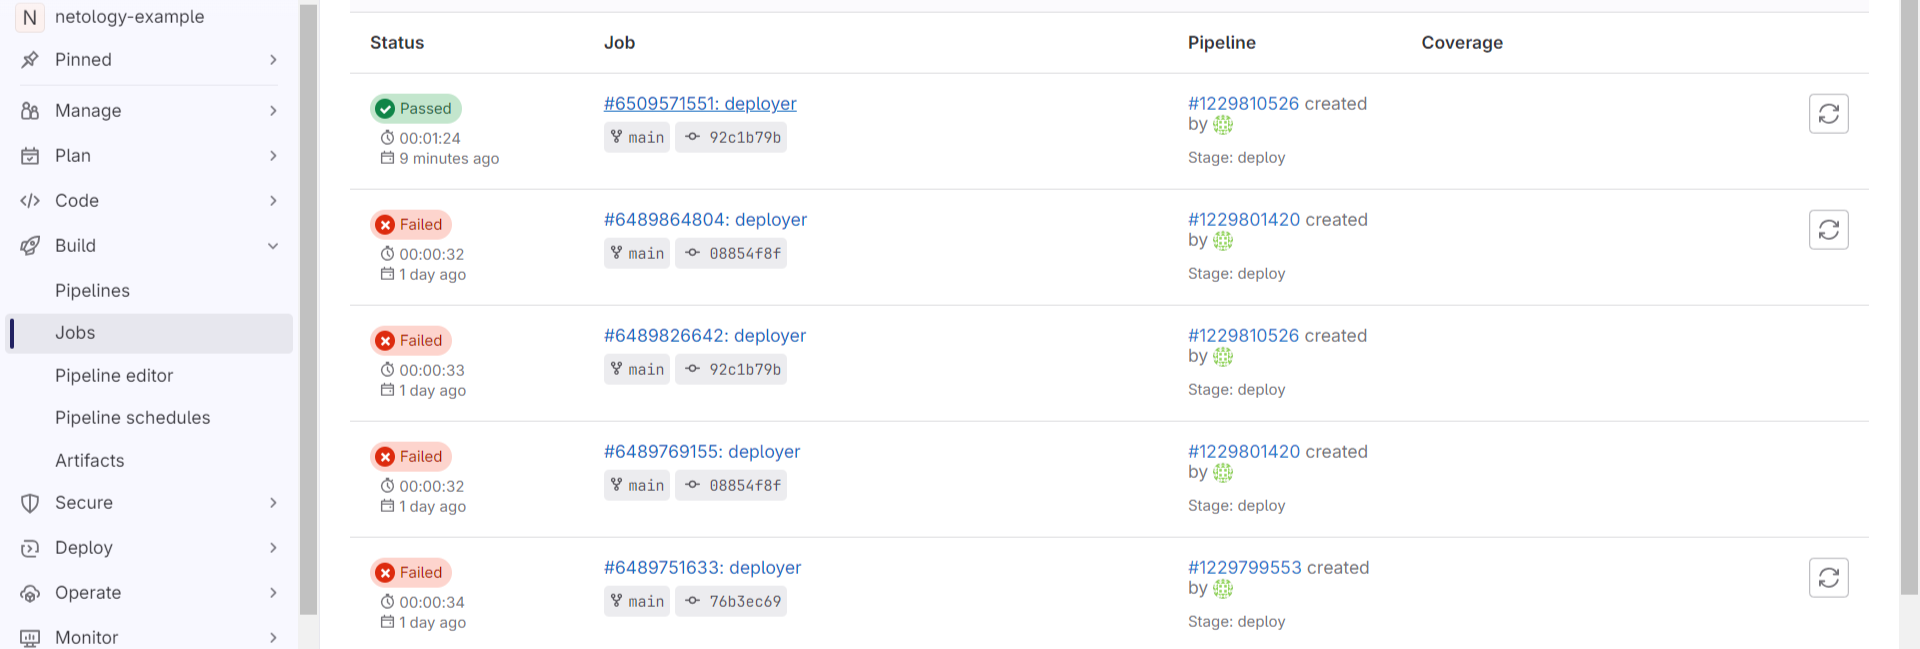 N netology-example
Pinned
Manage
Plan
Code
Build
Pipelines
Jobs
Pipeline editor
Pipeline schedules
Artifacts
Secure
Deploy
Operate
Monitor
Status Job Pipeline Coverage
Passed
00:01:24
9 minutes ago
#6509571551: deployer
main 92c1b79b
#1229810526 created
by
Stage: deploy
Failed
00:00:32
1 day ago
#6489864804: deployer
main 08854f8f
#1229801420 created
by
Stage: deploy
Failed
00:00:33
1 day ago
#6489826642: deployer
main 92c1b79b
#1229810526 created
by
Stage: deploy
Failed
00:00:32
1 day ago
#6489769155: deployer
main 08854f8f
#1229801420 created
by
Stage: deploy
Failed
00:00:34
1 day ago
#6489751633: deployer
main 76b3ec69
#1229799553 created
by
Stage: deploy